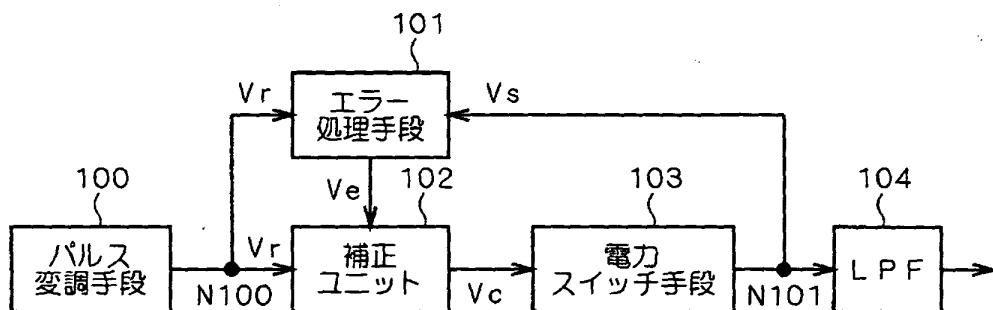 101
Vr
エラー
処理手段
Vs
100
Ve
102
103
104
パルス
変調手段
Vr
N100
補正
ユニット
Vc
電力
スイッチ手段
N101
LPF